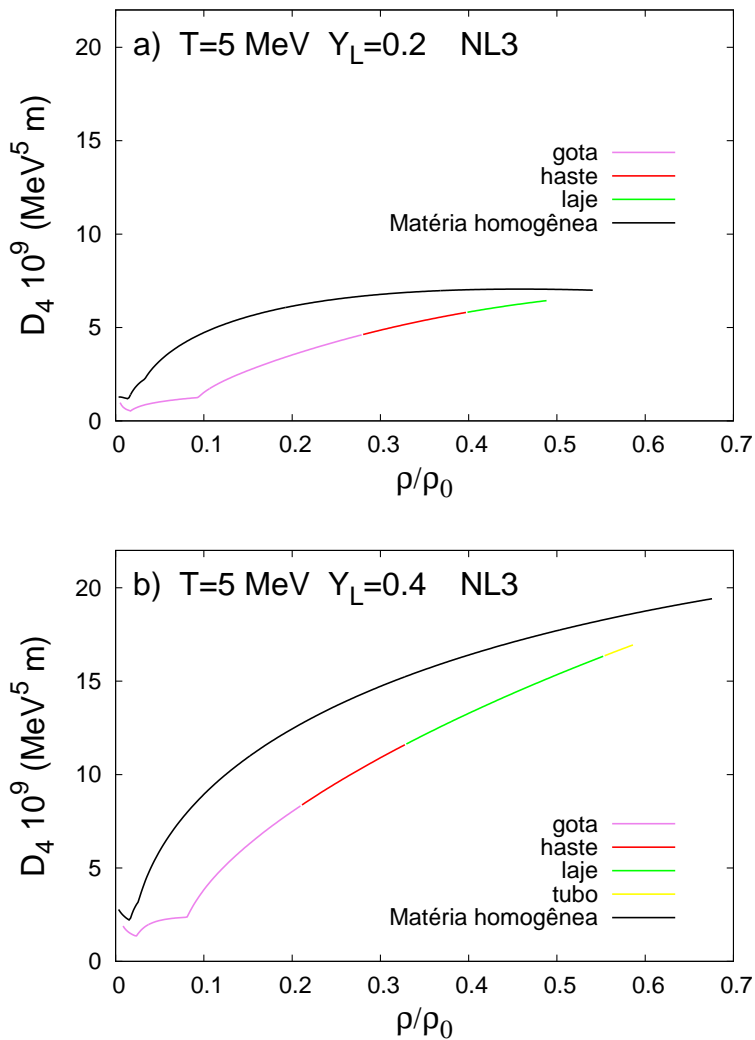 a) T=5 MeV Y_L=0.2 NL3
D_4 10^9 (MeV^5 m)
20
15
10
5
0
gota
haste
laje
Matéria homogênea
0 0.1 0.2 0.3 0.4 0.5 0.6 0.7
ρ/ρ_0
b) T=5 MeV Y_L=0.4 NL3
D_4 10^9 (MeV^5 m)
20
15
10
5
0
gota
haste
laje
tubo
Matéria homogênea
0 0.1 0.2 0.3 0.4 0.5 0.6 0.7
ρ/ρ_0